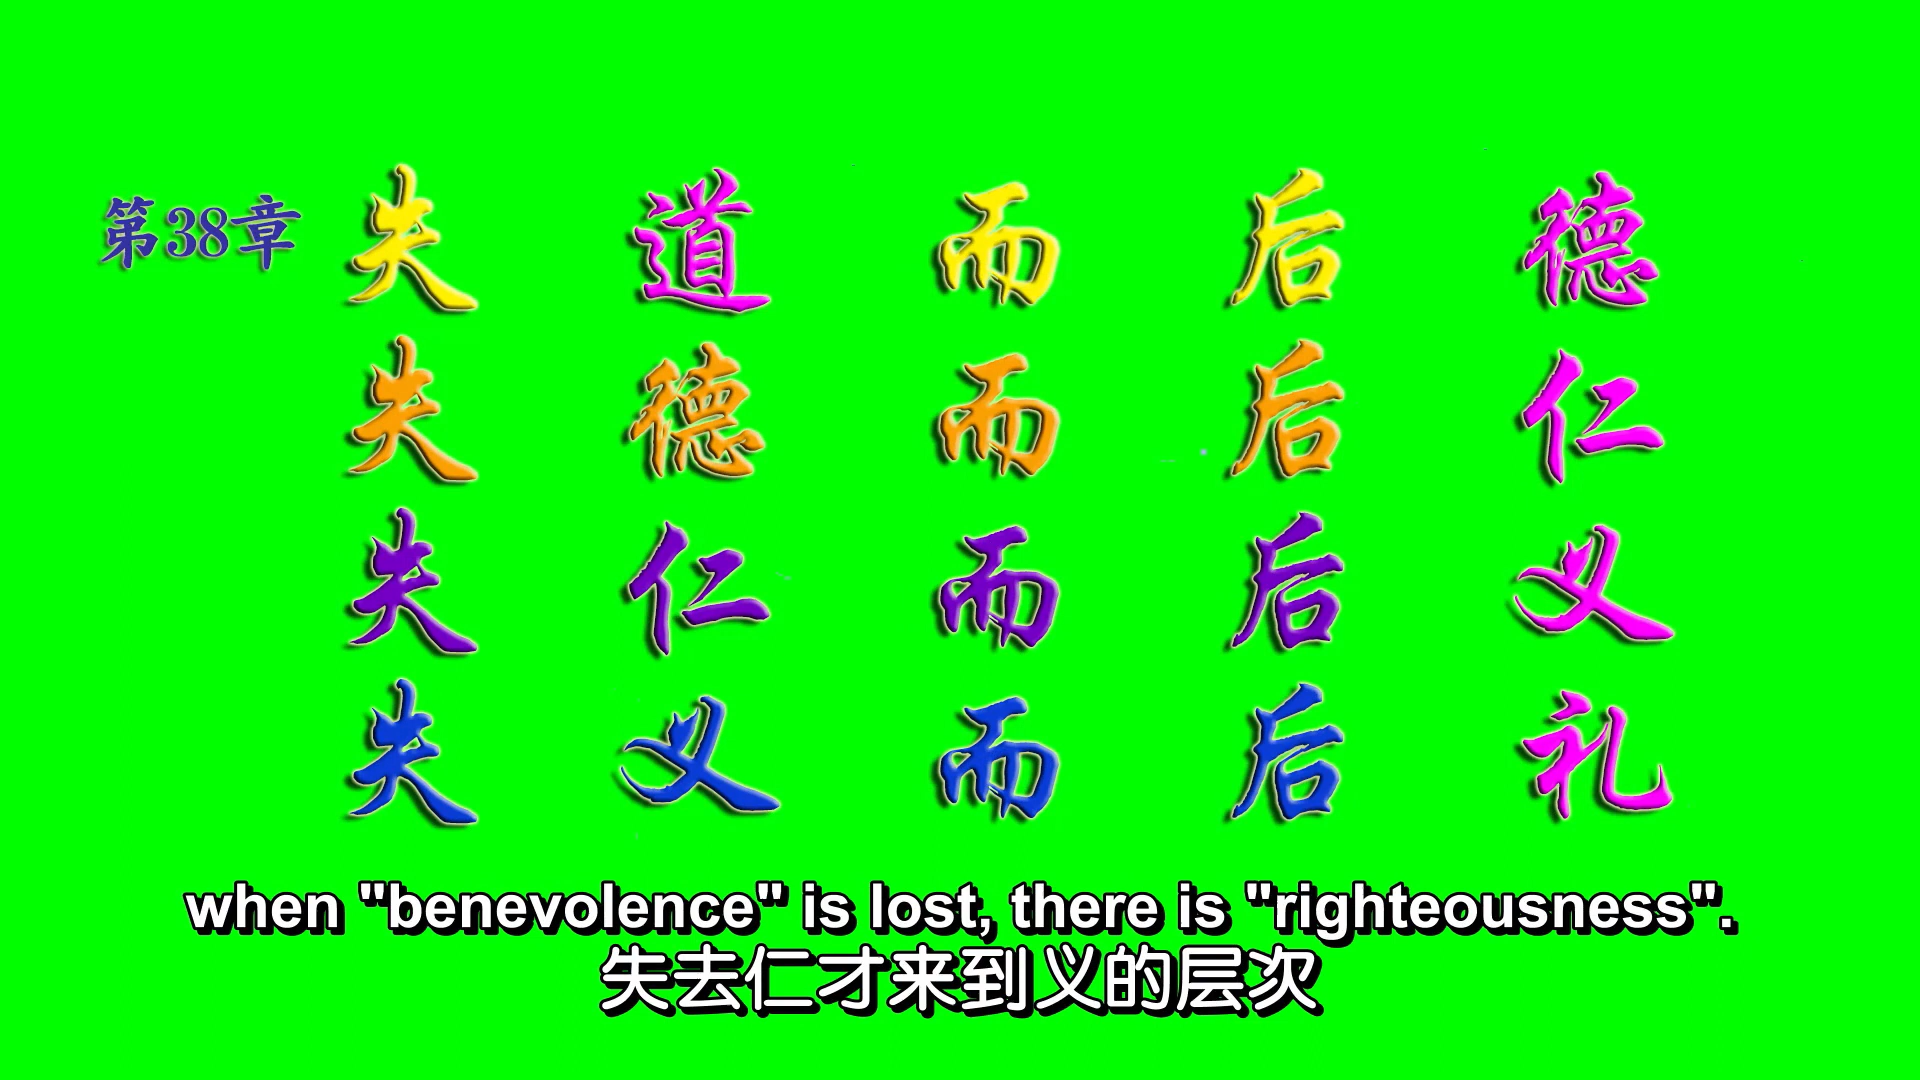 第38章 失道而后德
失德而后仁
失仁而后义
失义而后礼
when "benevolence" is lost, there is "righteousness".
失去仁才来到义的层次